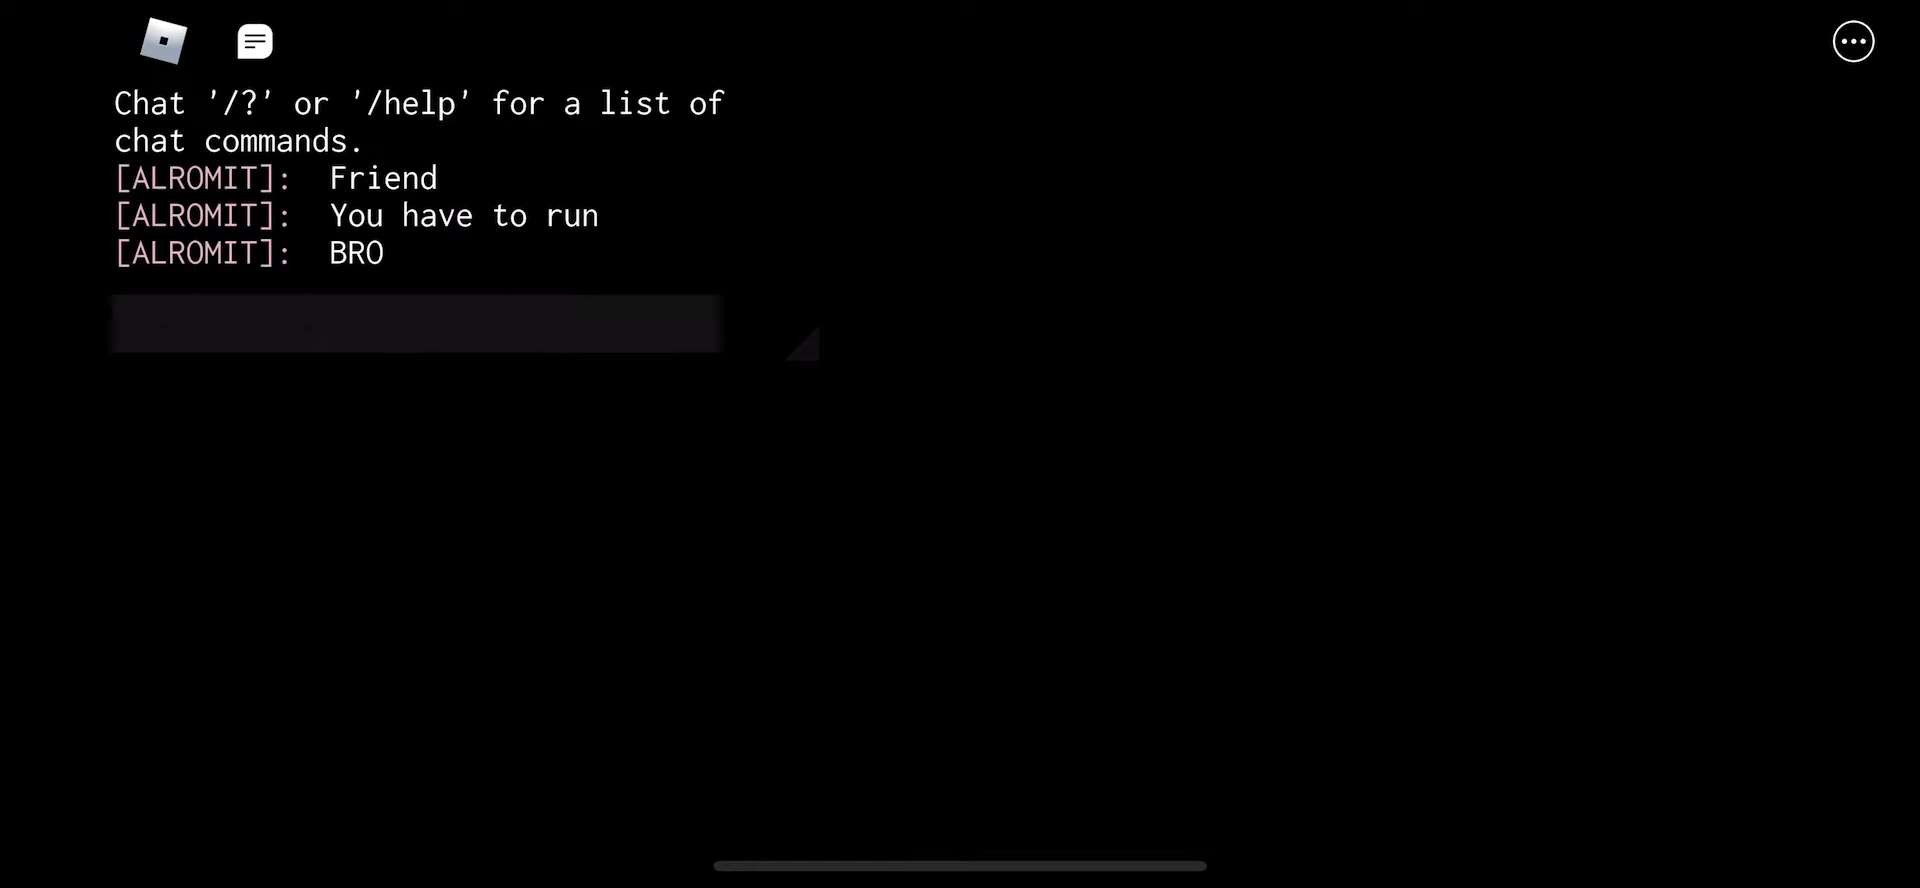 Chat '/?' or '/help' for a list of
chat commands.
[ALROMIT]: Friend
[ALROMIT]: You have to run
[ALROMIT]: BRO